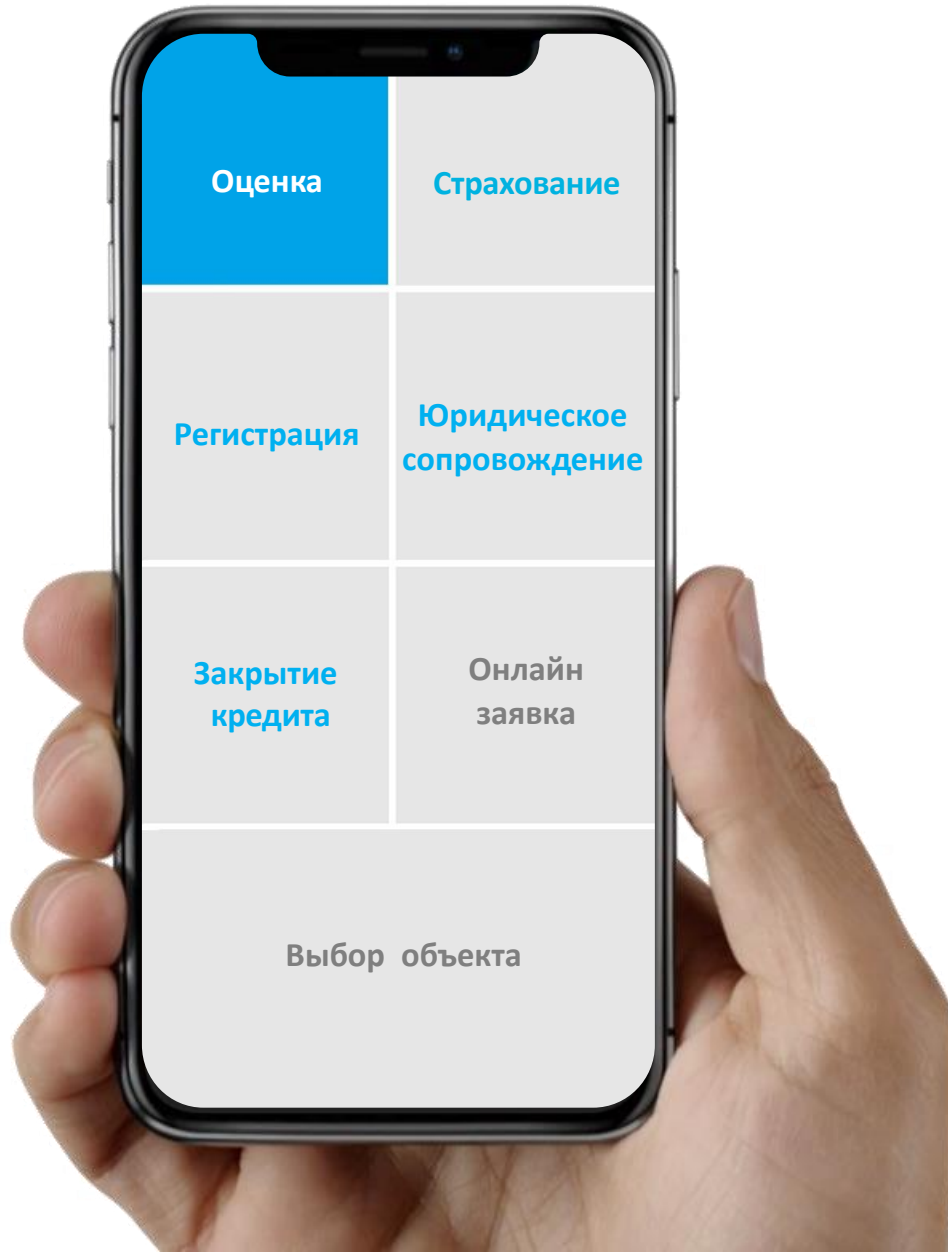 Оценка
Страхование
Регистрация
Юридическое
сопровождение
Закрытие
кредита
Онлайн
заявка
Выбор объекта